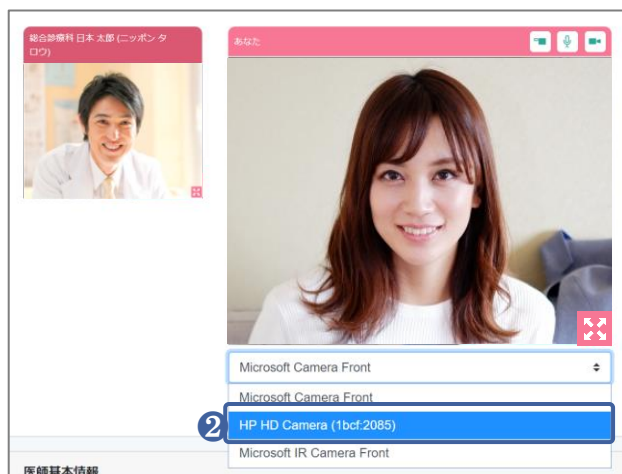 総合診療科 日本 太郎 (ニッポン タ
ロウ)
あなた
Microsoft Camera Front
Microsoft Camera Front
2
HP HD Camera (1bcf:2085)
Microsoft IR Camera Front
医師基本情報